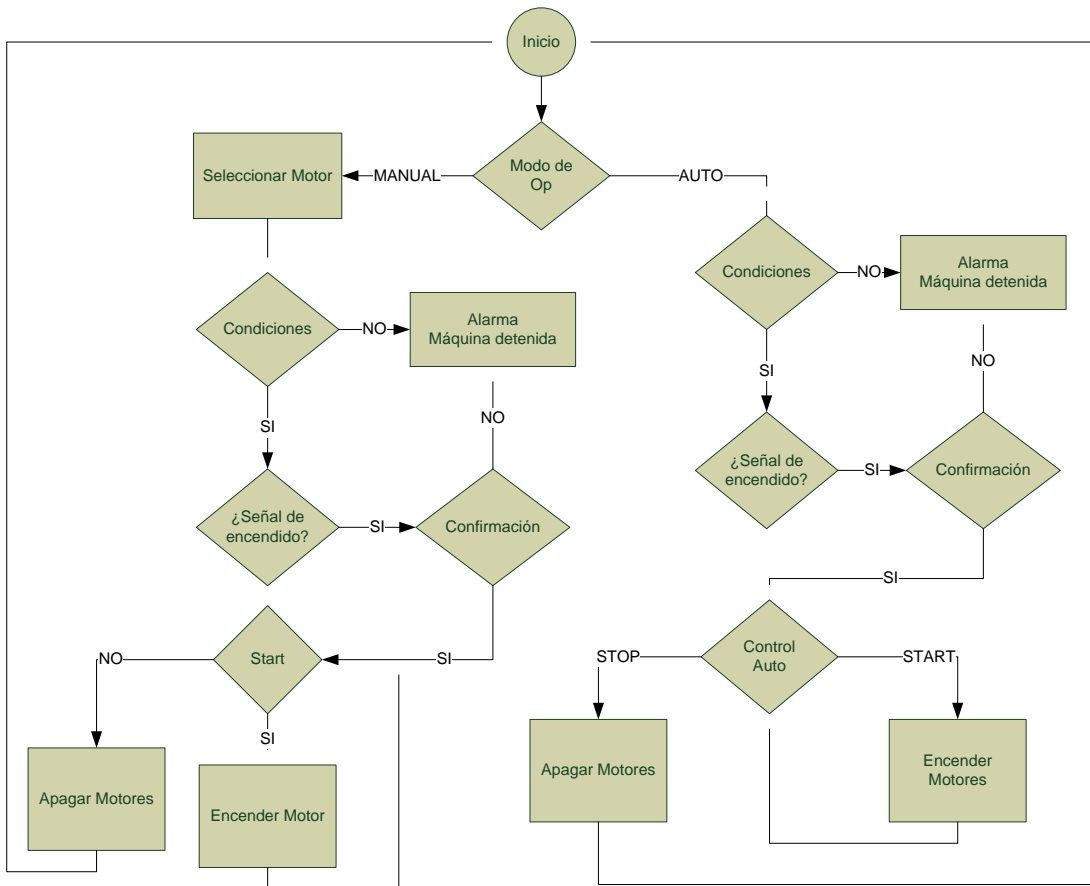 Inicio
Modo de
Op
MANUAL
AUTO
Seleccionar Motor
Condiciones
NO
Alarma
Máquina detenida
SI
NO
¿Señal de
encendido?
SI
Confirmación
SI
Start
NO
SI
Apagar Motores
Encender Motor
Condiciones
NO
Alarma
Máquina detenida
SI
NO
¿Señal de
encendido?
SI
Confirmación
SI
Control
Auto
STOP
START
Apagar Motores
Encender
Motores